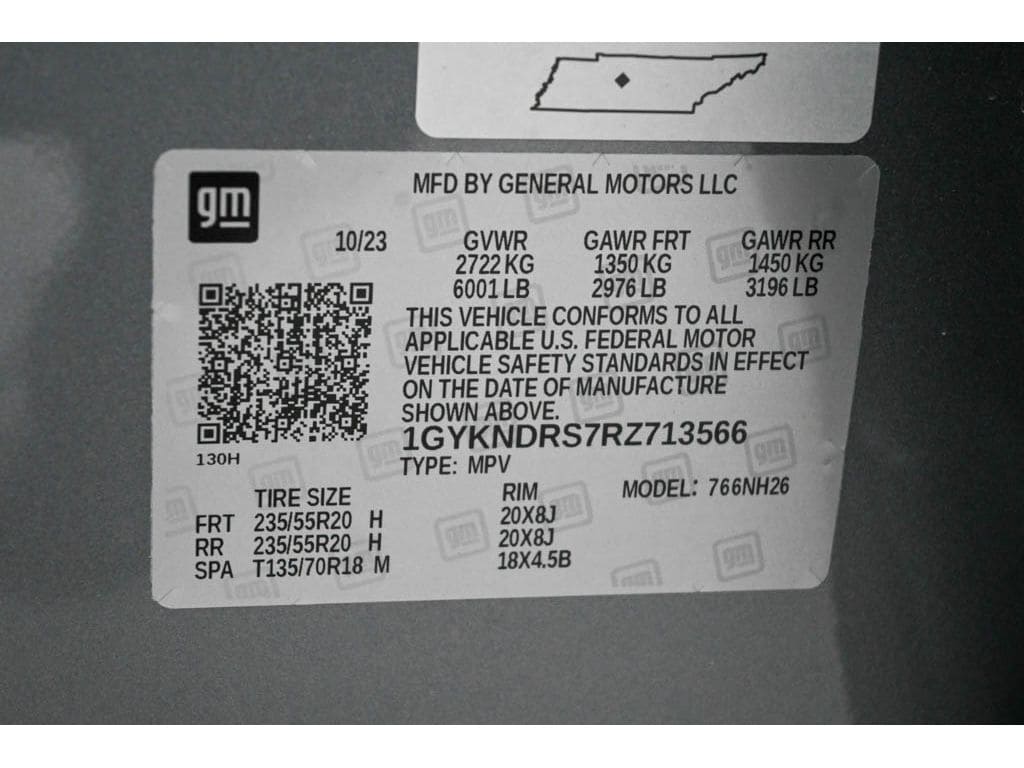 gm
MFD BY GENERAL MOTORS LLC
10/23 GVWR GAWR FRT GAWR RR
2722 KG 1350 KG 1450 KG
6001 LB 2976 LB 3196 LB
THIS VEHICLE CONFORMS TO ALL
APPLICABLE U.S. FEDERAL MOTOR
VEHICLE SAFETY STANDARDS IN EFFECT
ON THE DATE OF MANUFACTURE
SHOWN ABOVE.
1GYKNDRS7RZ713566
130H
TYPE: MPV
TIRE SIZE RIM MODEL: 766NH26
FRT 235/55R20 H 20X8J
RR 235/55R20 H 20X8J
SPA T135/70R18 M 18X4.5B